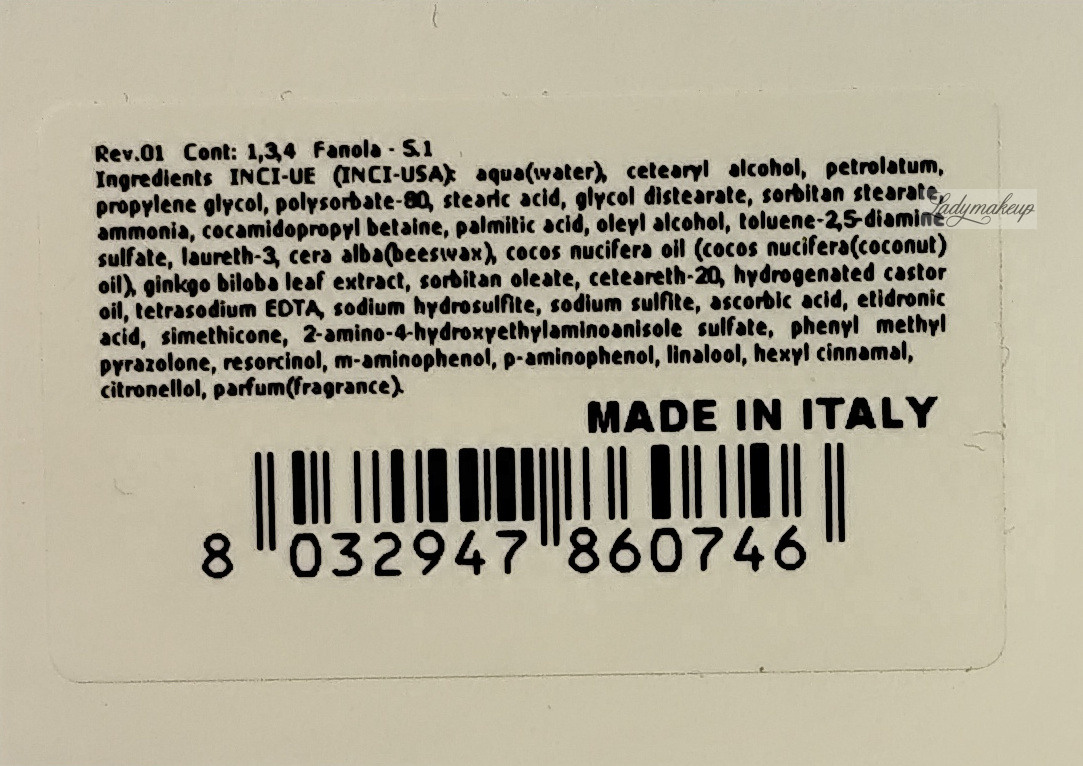 Rev.01 Cont: 1,3,4 Fanola - 5.1
Ingredients INCI-UE (INCI-USA): aqua(water), cetearyl alcohol, petrolatum,
propylene glycol, polysorbate-80, stearic acid, glycol distearate, sorbitan stearate,
ammonia, cocamidopropyl betaine, palmitic acid, oleyl alcohol, toluene-2,5-diamine
sulfate, laureth-3, cera alba(beeswax), cocos nucifera oil (cocos nucifera(coconut)
oil), ginkgo biloba leaf extract, sorbitan oleate, ceteareth-20, hydrogenated castor
oil, tetrasodium EDTA, sodium hydrosulfite, sodium sulfite, ascorbic acid, etidronic
acid, simethicone, 2-amino-4-hydroxyethylaminoanisole sulfate, phenyl methyl
pyrazolone, resorcinol, m-aminophenol, p-aminophenol, linalool, hexyl cinnamal,
citronellol, parfum(fragrance).
MADE IN ITALY
8 032947 860746
Ladymakeup